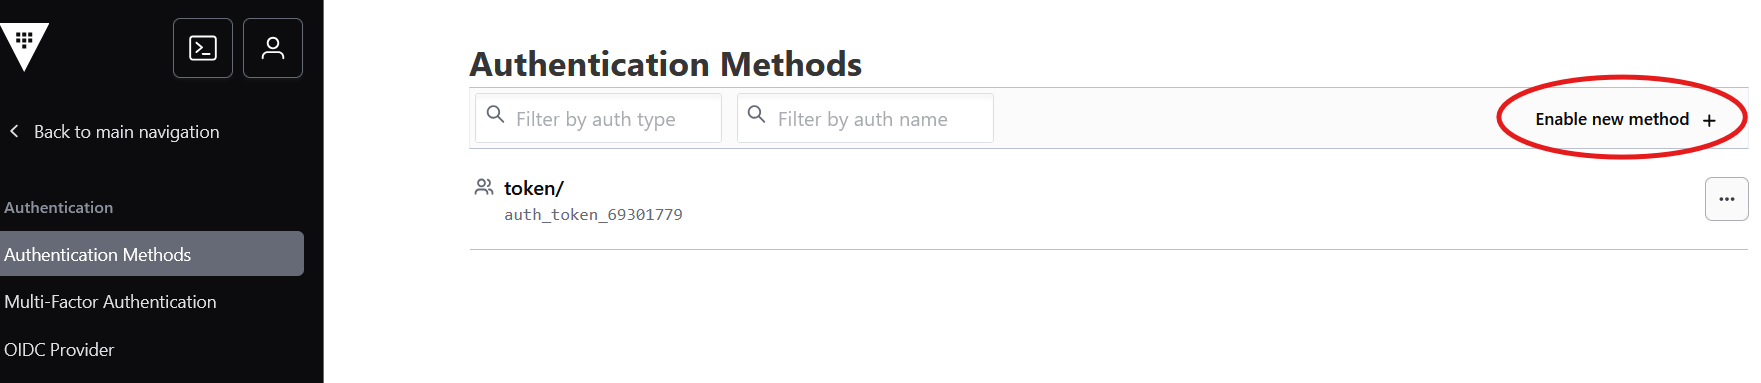 Back to main navigation
Authentication
Authentication Methods
Multi-Factor Authentication
OIDC Provider
Authentication Methods
Filter by auth type
Filter by auth name
Enable new method +
token/
auth_token_69301779